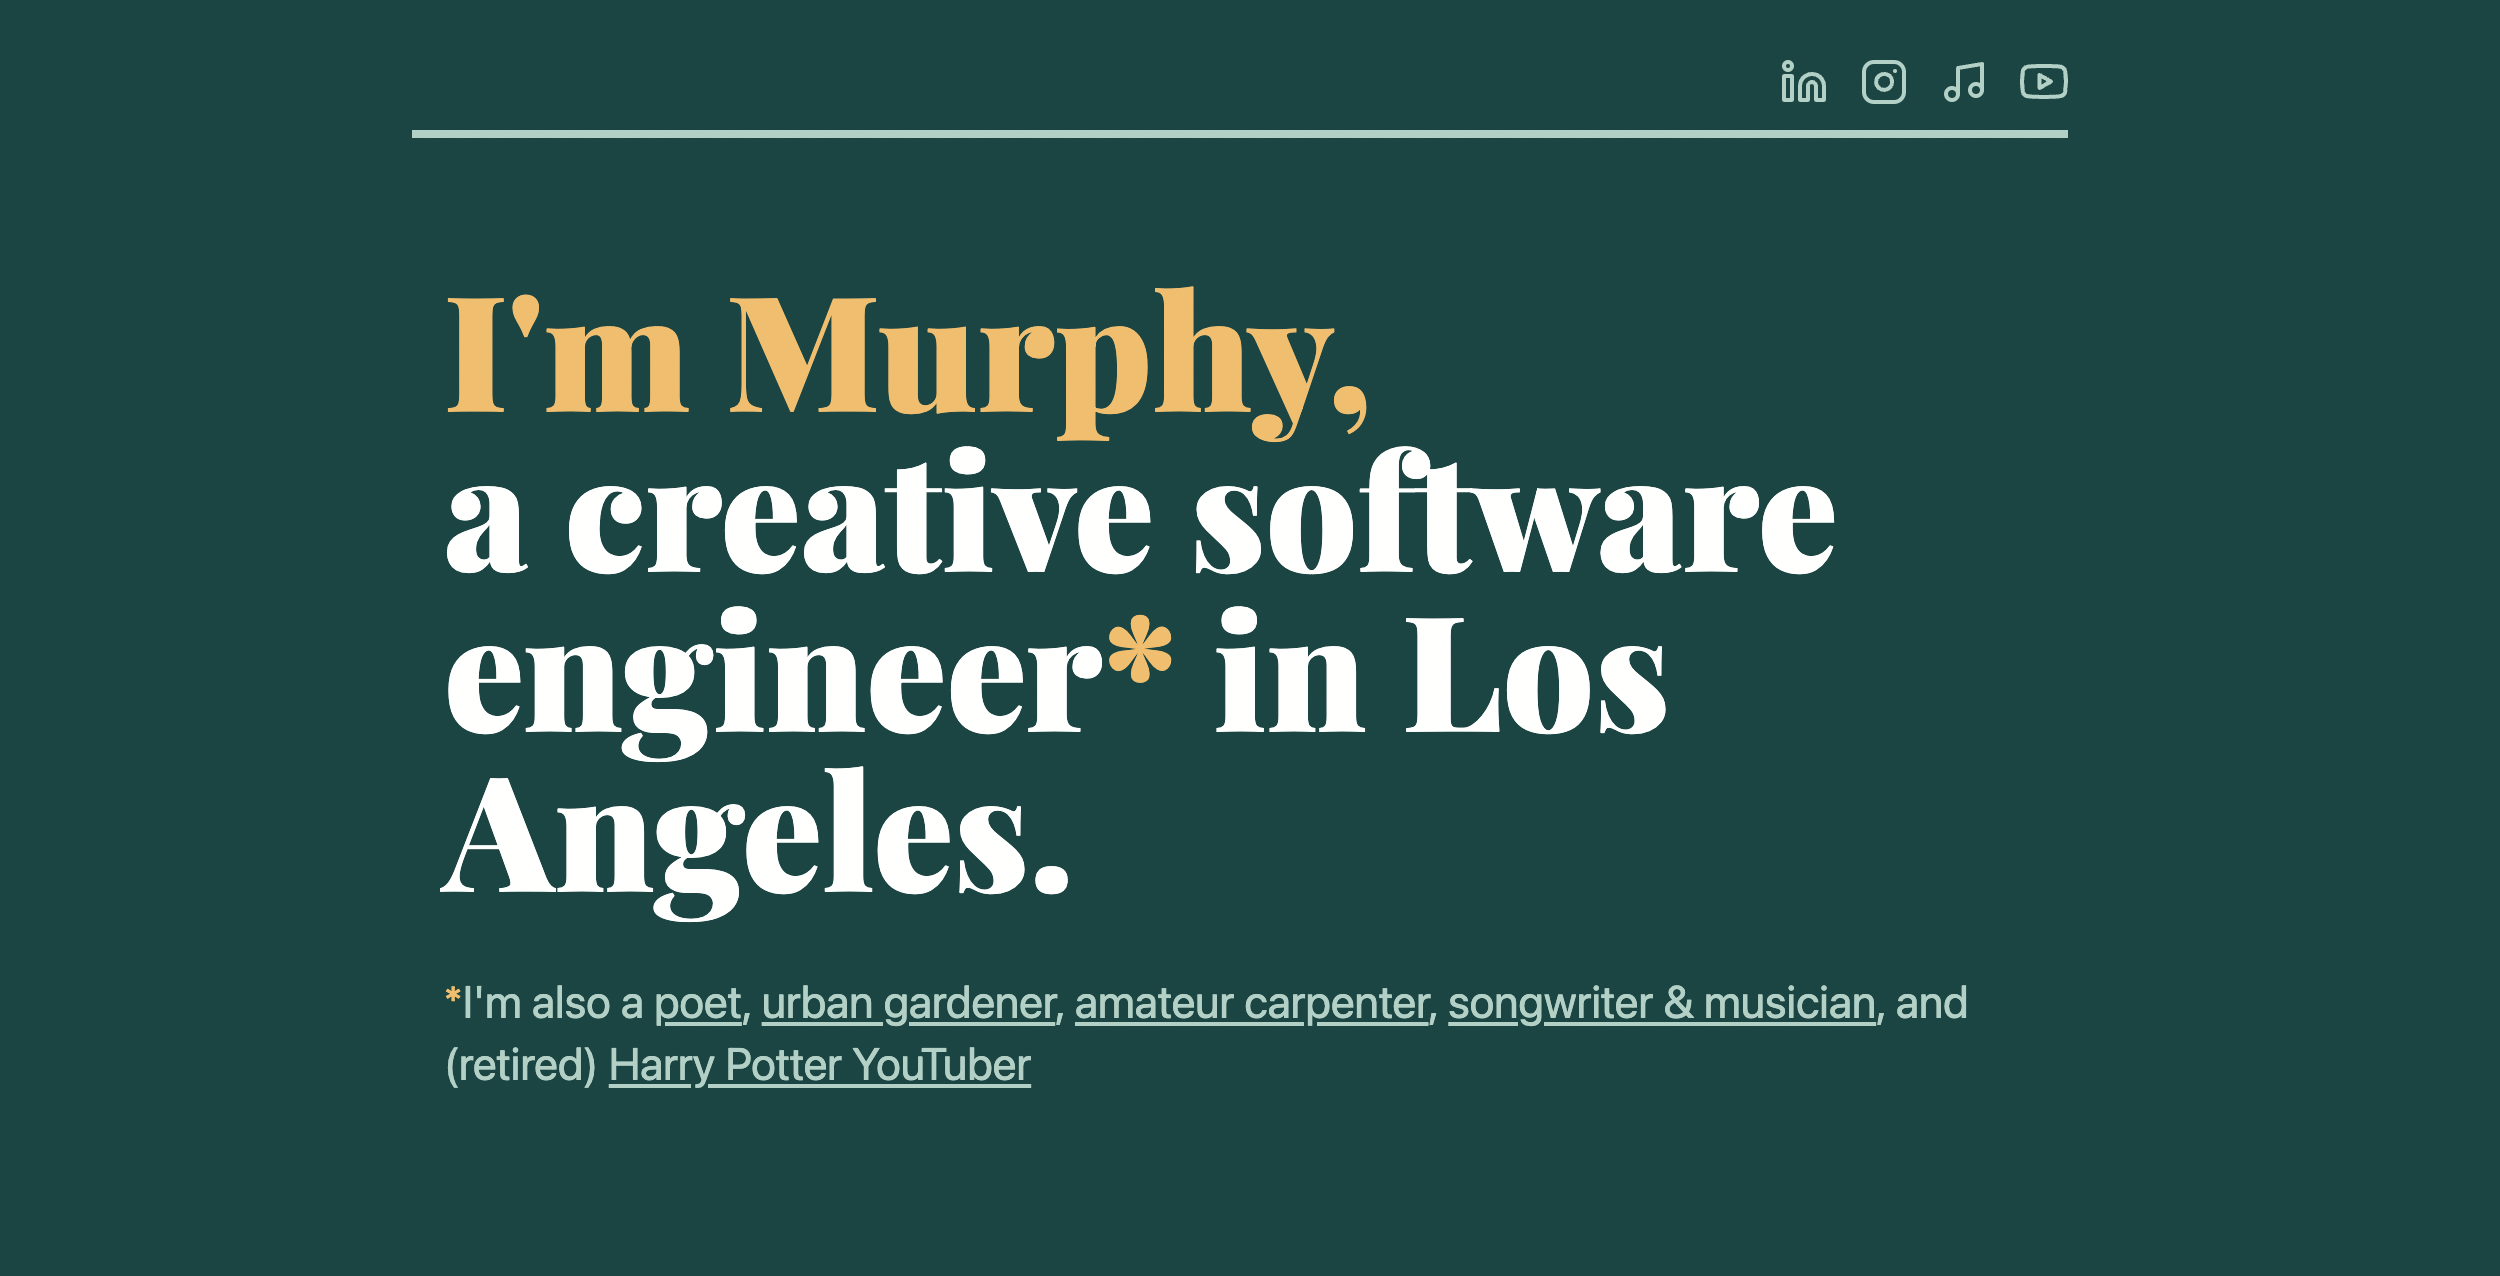 I'm Murphy,
a creative software
engineer* in Los
Angeles.
*I'm also a poet, urban gardener, amateur carpenter, songwriter & musician, and
(retired) Harry Potter YouTuber